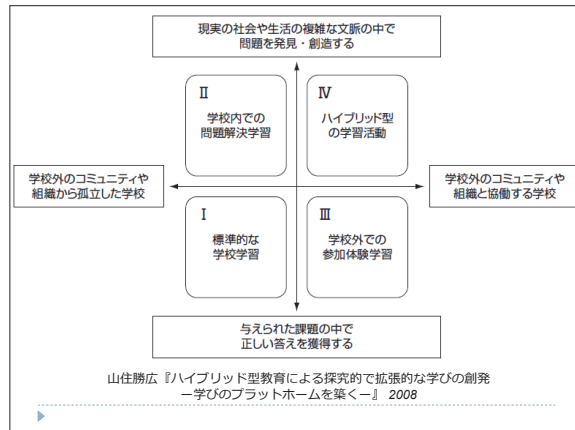 現実の社会や生活の複雑な文脈の中で
問題を発見・創造する
Ⅱ
学校内での
問題解決学習
Ⅳ
ハイブリッド型
の学習活動
学校外のコミュニティや
組織から孤立した学校
学校外のコミュニティや
組織と協働する学校
Ⅰ
標準的な
学校学習
Ⅲ
学校外での
参加体験学習
与えられた課題の中で
正しい答えを獲得する
山住勝広『ハイブリッド型教育による探究的で拡張的な学びの創発
ー学びのプラットホームを築くー』 2008